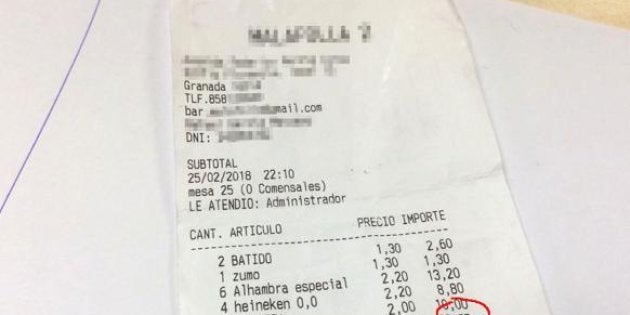 MALAFOLLA
Granada
TLF.858
bar mail.com
DNI:
SUBTOTAL
25/02/2018 22:10
mesa 25 (0 Comensales)
LE ATENDIO: Administrador
CANT. ARTICULO PRECIO IMPORTE
2 BATIDO 1,30 2,60
1 zumo 1,30 1,30
6 Alhambra especial 2,20 13,20
4 heineken 0,0 2,20 8,80
2,00 10,00